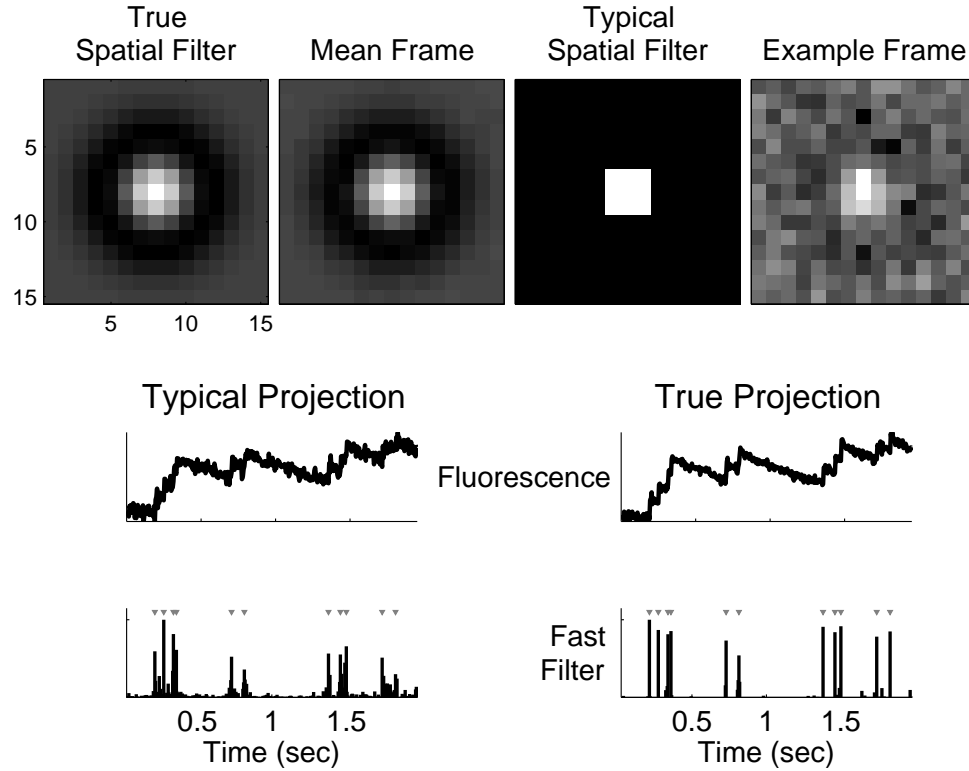 True
Spatial Filter
Mean Frame
Typical
Spatial Filter
Example Frame
5
10
15
5
10
15
Typical Projection
True Projection
Fluorescence
Fast
Filter
0.5
1
1.5
Time (sec)
0.5
1
1.5
Time (sec)